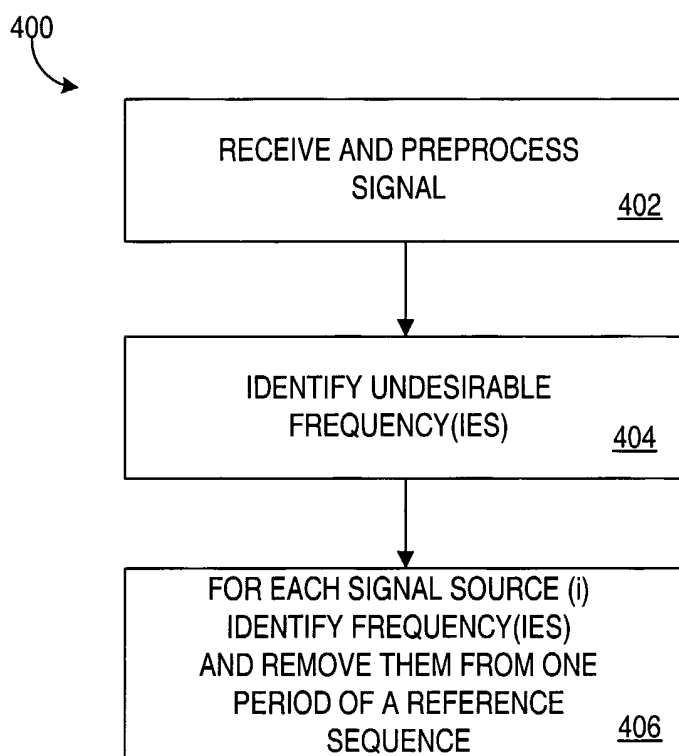 400
RECEIVE AND PREPROCESS
SIGNAL
402
IDENTIFY UNDESIRABLE
FREQUENCY(IES)
404
FOR EACH SIGNAL SOURCE (i)
IDENTIFY FREQUENCY(IES)
AND REMOVE THEM FROM ONE
PERIOD OF A REFERENCE
SEQUENCE
406